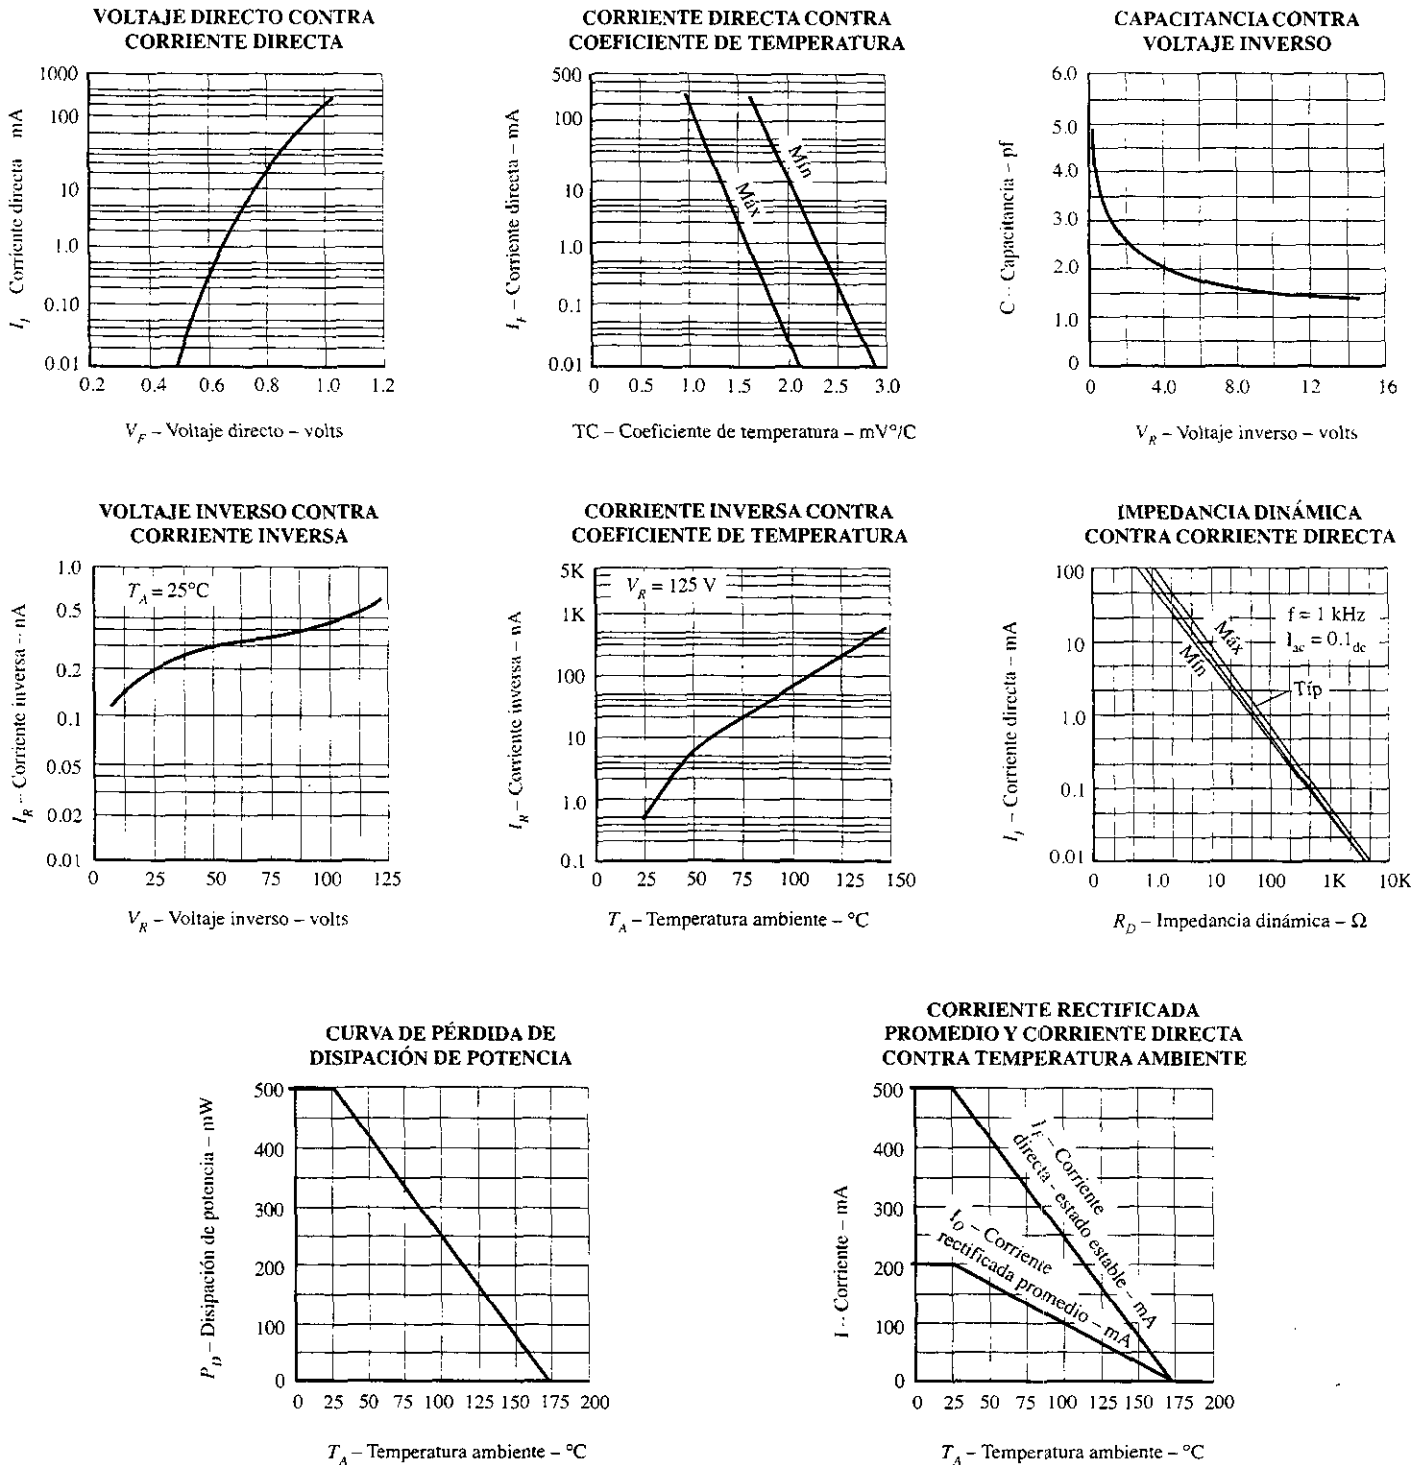 VOLTAJE DIRECTO CONTRA
CORRIENTE DIRECTA
1000
100
10
1.0
0.10
0.01
0.2 0.4 0.6 0.8 1.0 1.2
I, Corriente directa mA
V_F – Voltaje directo – volts
CORRIENTE DIRECTA CONTRA
COEFICIENTE DE TEMPERATURA
500
100
10
1.0
0.1
0.01
0 0.5 1.0 1.5 2.0 2.5 3.0
I_F – Corriente directa – mA
Máx
Mín
TC – Coeficiente de temperatura – mV°/C
CAPACITANCIA CONTRA
VOLTAJE INVERSO
6.0
5.0
4.0
3.0
2.0
1.0
0
0 4.0 8.0 12 16
C – Capacitancia – pf
V_R – Voltaje inverso – volts
VOLTAJE INVERSO CONTRA
CORRIENTE INVERSA
T_A = 25°C
1.0
0.5
0.2
0.1
0.05
0.02
0.01
0 25 50 75 100 125
I_R – Corriente inversa – nA
V_R – Voltaje inverso – volts
CORRIENTE INVERSA CONTRA
COEFICIENTE DE TEMPERATURA
V_R = 125 V
5K
1K
100
10
1.0
0.1
0 25 50 75 100 125 150
I_R – Corriente inversa – nA
T_A – Temperatura ambiente – °C
IMPEDANCIA DINÁMICA
CONTRA CORRIENTE DIRECTA
100
10
1.0
0.1
0.01
0 1.0 10 100 1K 10K
f = 1 kHz
I_ac = 0.1_dc
Máx
Mín
Típ
I, – Corriente directa – mA
R_D – Impedancia dinámica – Ω
CURVA DE PÉRDIDA DE
DISIPACIÓN DE POTENCIA
500
400
300
200
100
0
0 25 50 75 100 125 150 175 200
P_D – Disipación de potencia – mW
T_A – Temperatura ambiente – °C
CORRIENTE RECTIFICADA
PROMEDIO Y CORRIENTE DIRECTA
CONTRA TEMPERATURA AMBIENTE
500
400
300
200
100
0
0 25 50 75 100 125 150 175 200
I – Corriente – mA
I_F – Corriente
directa - estado estable – mA
I_O – Corriente
rectificada promedio – mA
T_A – Temperatura ambiente – °C